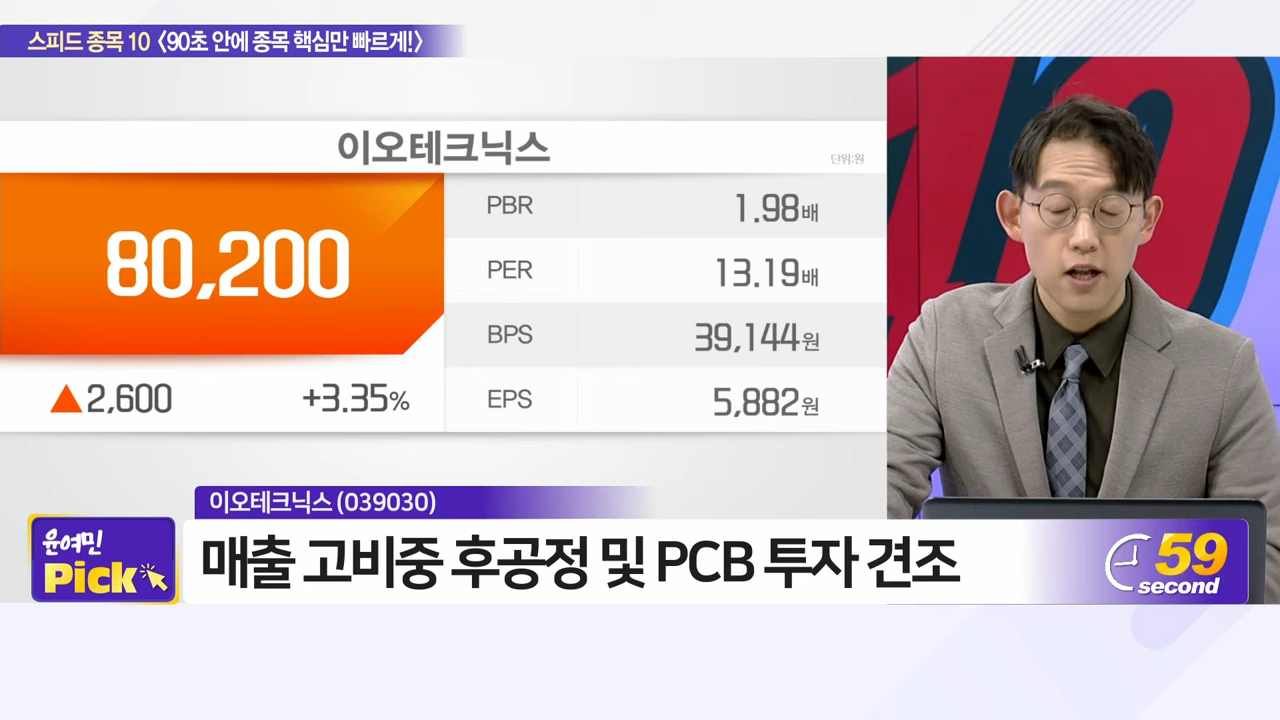 스피드 종목 10 〈90초 안에 종목 핵심만 빠르게!〉
이오테크닉스
단위:원
80,200
▲2,600 +3.35%
PBR 1.98배
PER 13.19배
BPS 39,144원
EPS 5,882원
이오테크닉스 (039030)
윤여민
Pick
매출 고비중 후공정 및 PCB 투자 견조
59
second